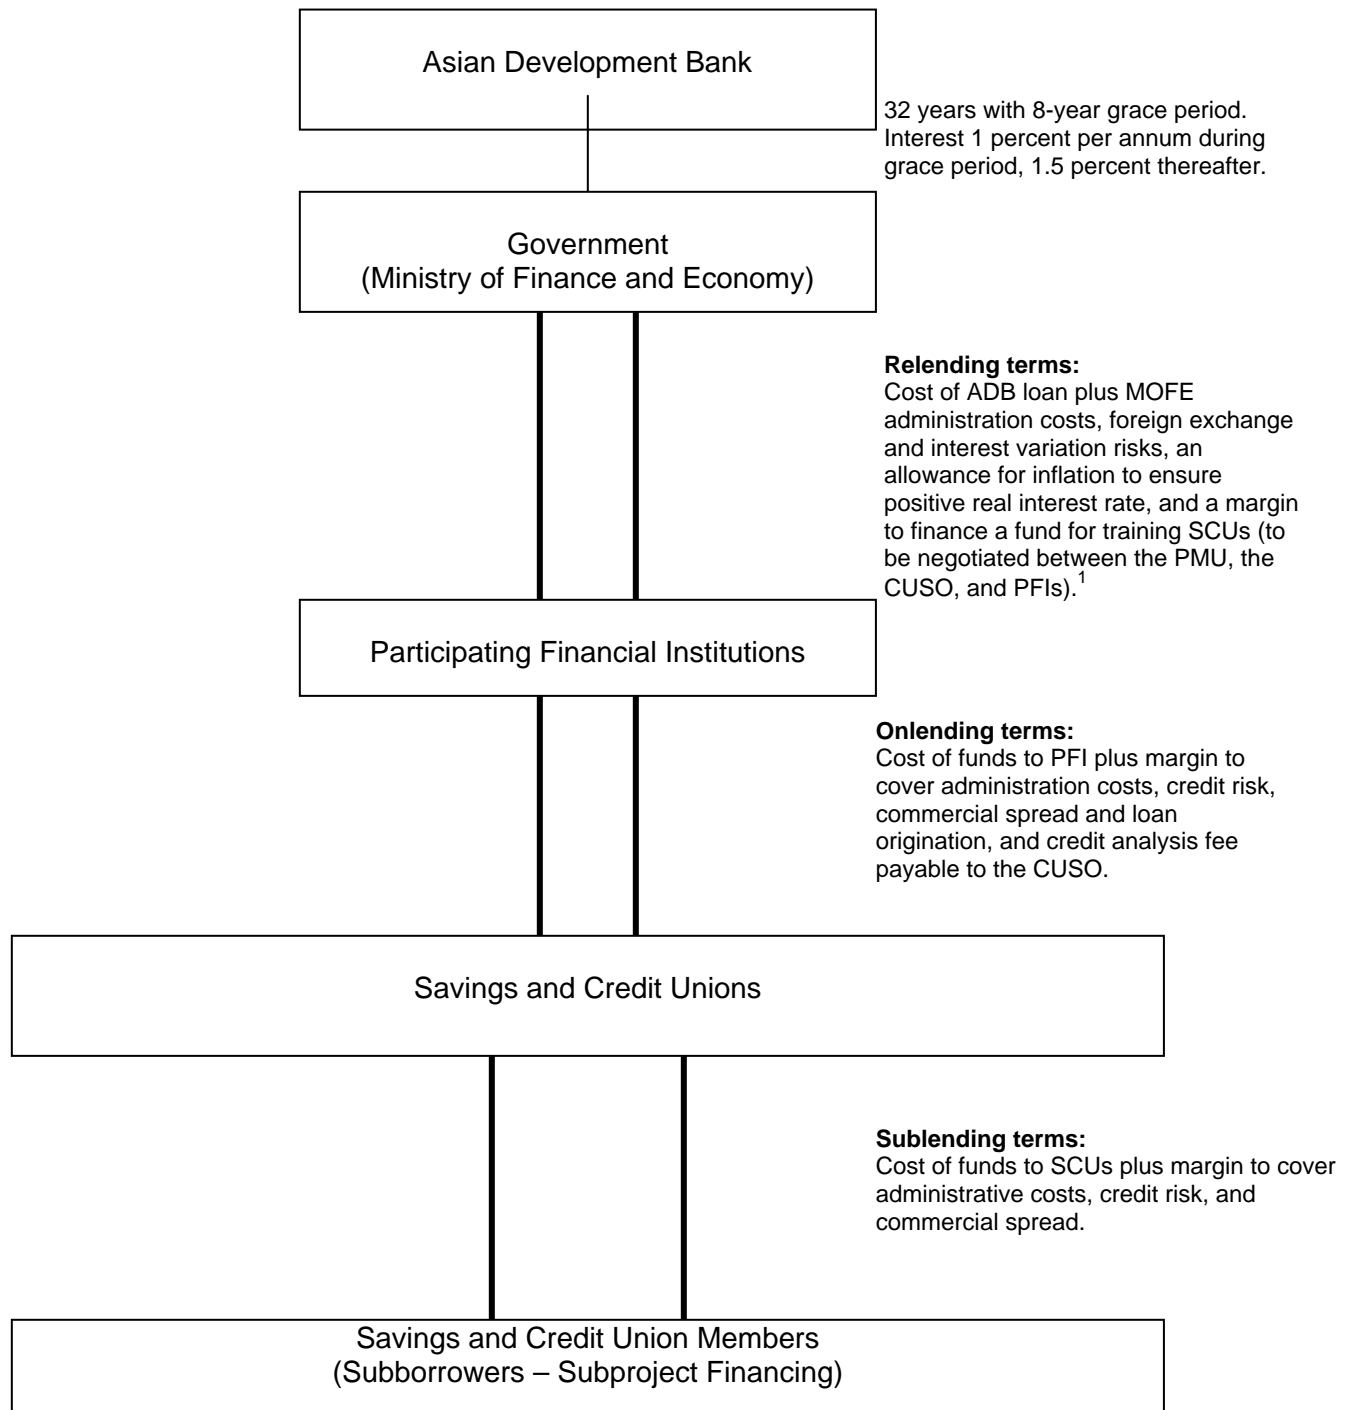 Asian Development Bank
32 years with 8-year grace period.
Interest 1 percent per annum during
grace period, 1.5 percent thereafter.
Government
(Ministry of Finance and Economy)
Relending terms:
Cost of ADB loan plus MOFE
administration costs, foreign exchange
and interest variation risks, an
allowance for inflation to ensure
positive real interest rate, and a margin
to finance a fund for training SCUs (to
be negotiated between the PMU, the
CUSO, and PFIs).1
Participating Financial Institutions
Onlending terms:
Cost of funds to PFI plus margin to
cover administration costs, credit risk,
commercial spread and loan
origination, and credit analysis fee
payable to the CUSO.
Savings and Credit Unions
Sublending terms:
Cost of funds to SCUs plus margin to cover
administrative costs, credit risk, and
commercial spread.
Savings and Credit Union Members
(Subborrowers – Subproject Financing)